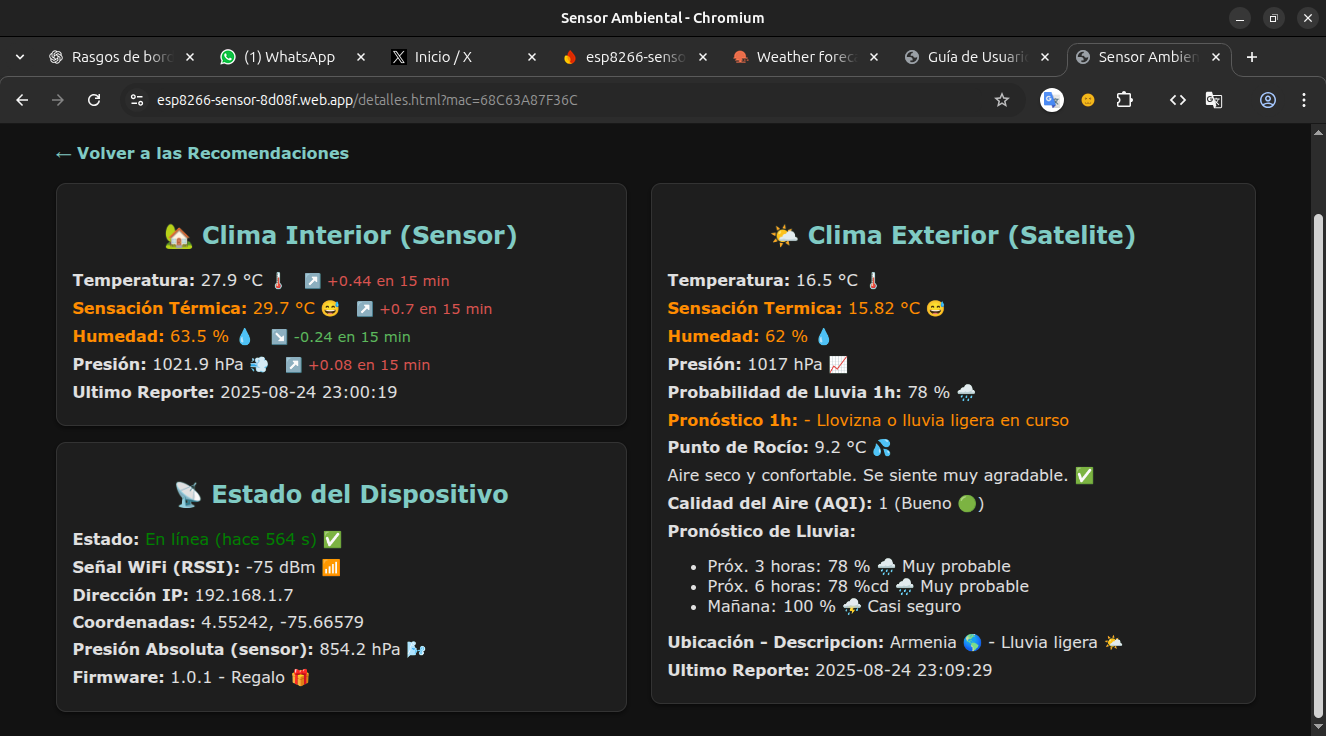 Sensor Ambiental - Chromium
Rasgos de bord
(1) WhatsApp
Inicio / X
esp8266-senso
Weather foreca
Guía de Usuari
Sensor Ambien
esp8266-sensor-8d08f.web.app/detalles.html?mac=68C63A87F36C
← Volver a las Recomendaciones
🏡 Clima Interior (Sensor)
Temperatura: 27.9 °C 🌡️ ↗️ +0.44 en 15 min
Sensación Térmica: 29.7 °C 😅 ↗️ +0.7 en 15 min
Humedad: 63.5 % 💧 ↘️ -0.24 en 15 min
Presión: 1021.9 hPa 💨 ↗️ +0.08 en 15 min
Ultimo Reporte: 2025-08-24 23:00:19
📡 Estado del Dispositivo
Estado: En línea (hace 564 s) ✅
Señal WiFi (RSSI): -75 dBm 📶
Dirección IP: 192.168.1.7
Coordenadas: 4.55242, -75.66579
Presión Absoluta (sensor): 854.2 hPa 🌬️
Firmware: 1.0.1 - Regalo 🎁
🌤️ Clima Exterior (Satelite)
Temperatura: 16.5 °C 🌡️
Sensación Termica: 15.82 °C 😅
Humedad: 62 % 💧
Presión: 1017 hPa 📈
Probabilidad de Lluvia 1h: 78 % 🌧️
Pronóstico 1h: - Llovizna o lluvia ligera en curso
Punto de Rocío: 9.2 °C 💦
Aire seco y confortable. Se siente muy agradable. ✅
Calidad del Aire (AQI): 1 (Bueno 🟢)
Pronóstico de Lluvia:
• Próx. 3 horas: 78 % 🌧️ Muy probable
• Próx. 6 horas: 78 %cd 🌧️ Muy probable
• Mañana: 100 % ⛈️ Casi seguro
Ubicación - Descripcion: Armenia 🌎 - Lluvia ligera 🌤️
Ultimo Reporte: 2025-08-24 23:09:29